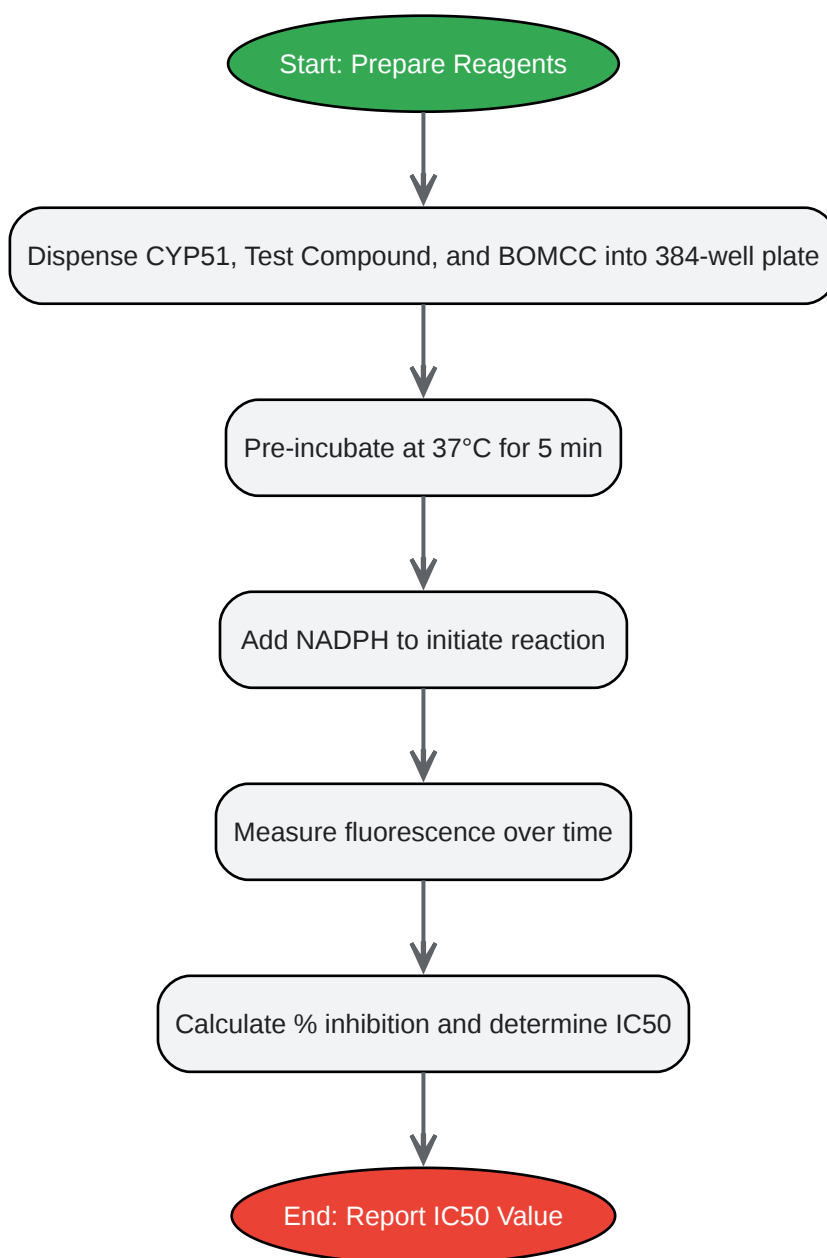 Start: Prepare Reagents
Dispense CYP51, Test Compound, and BOMCC into 384-well plate
Pre-incubate at 37°C for 5 min
Add NADPH to initiate reaction
Measure fluorescence over time
Calculate % inhibition and determine IC50
End: Report IC50 Value